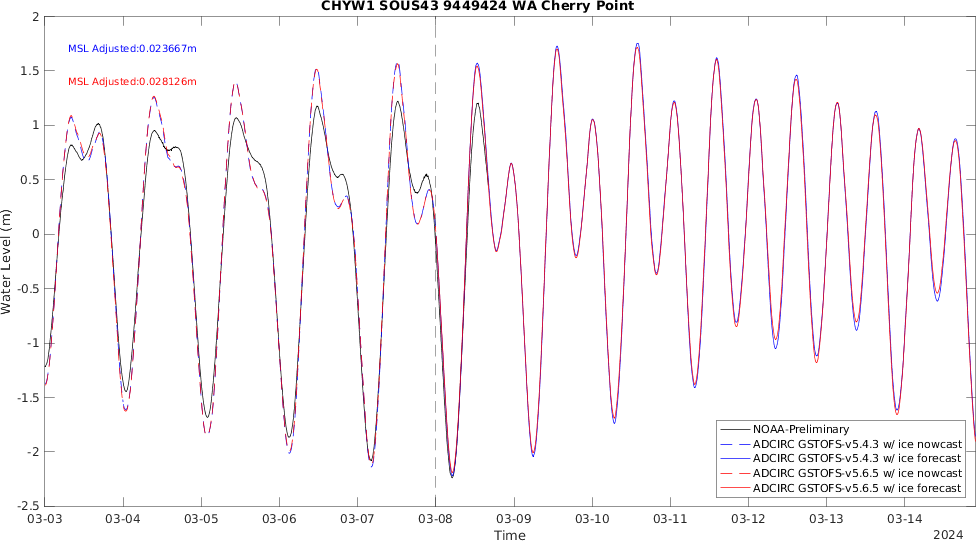 CHYW1 SOUS43 9449424 WA Cherry Point
MSL Adjusted:0.023667m
MSL Adjusted:0.028126m
Water Level (m)
2
1.5
1
0.5
0
-0.5
-1
-1.5
-2
-2.5
NOAA-Preliminary
ADCIRC GSTOFS-v5.4.3 w/ ice nowcast
ADCIRC GSTOFS-v5.4.3 w/ ice forecast
ADCIRC GSTOFS-v5.6.5 w/ ice nowcast
ADCIRC GSTOFS-v5.6.5 w/ ice forecast
03-03 03-04 03-05 03-06 03-07 03-08 03-09 03-10 03-11 03-12 03-13 03-14
Time
2024